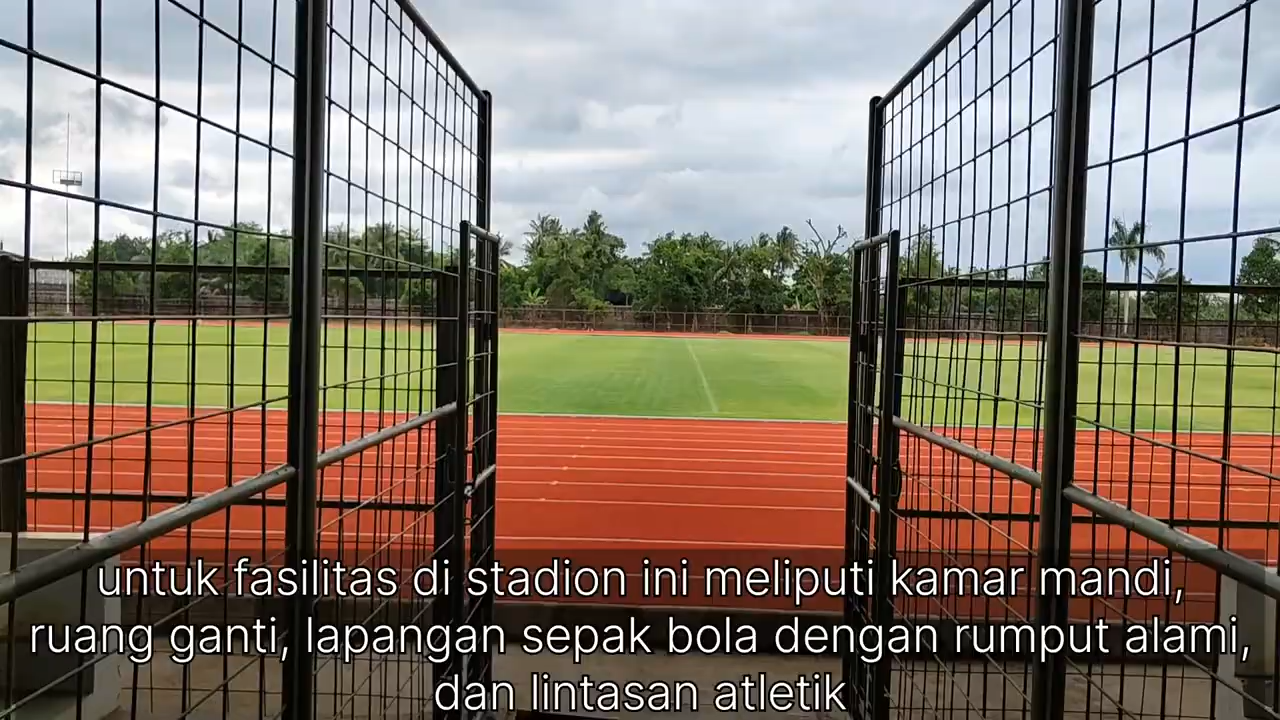 untuk fasilitas di stadion ini meliputi kamar mandi,
ruang ganti, lapangan sepak bola dengan rumput alami,
dan lintasan atletik